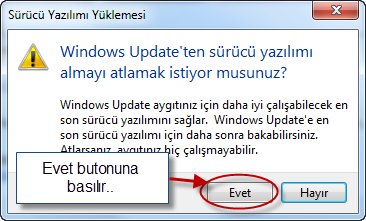 Sürücü Yazılımı Yüklemesi
Windows Update'ten sürücü yazılımı
almayı atlamak istiyor musunuz?
Windows Update aygıtınız için daha iyi çalışabilecek en
son sürücü yazılımını sağlar. Windows Update'e en
son sürücü yazılımı için daha sonra bakabilirsiniz.
Atlarsanız, aygıtınız hiç çalışmayabilir.
Evet butonuna
basılır..
Evet
Hayır